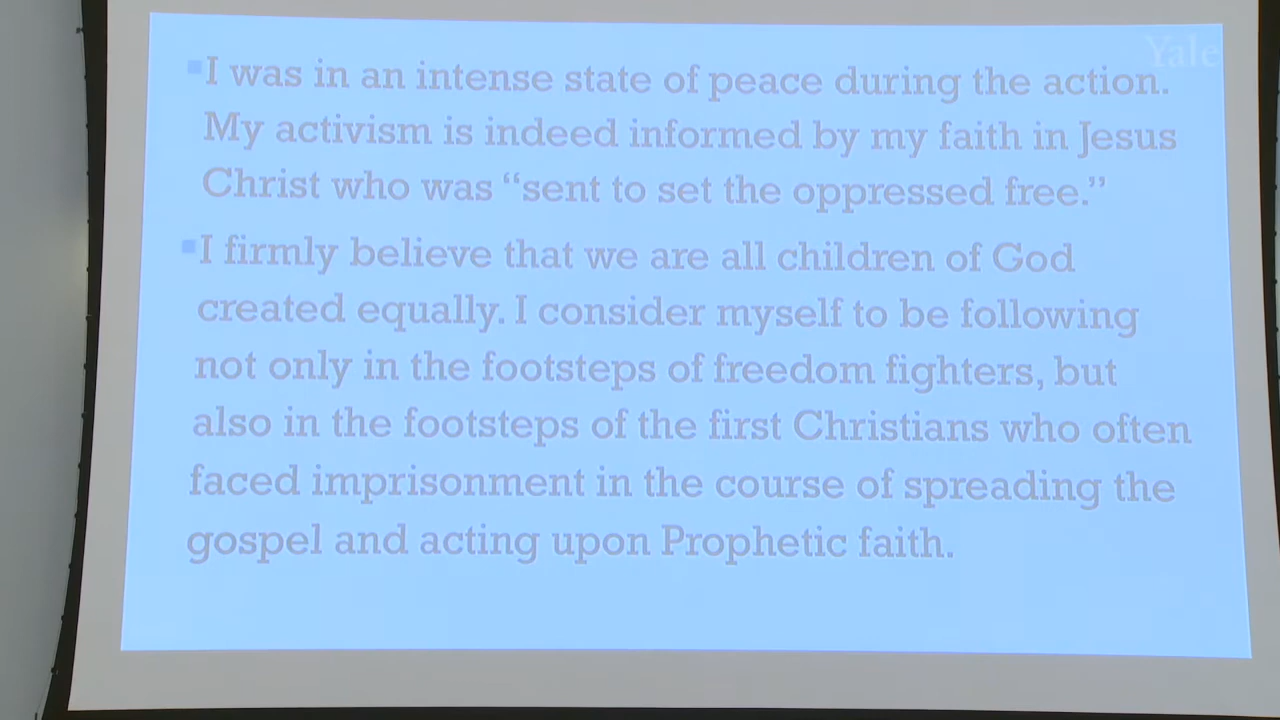 Yale
I was in an intense state of peace during the action.
My activism is indeed informed by my faith in Jesus
Christ who was “sent to set the oppressed free.”
I firmly believe that we are all children of God
created equally. I consider myself to be following
not only in the footsteps of freedom fighters, but
also in the footsteps of the first Christians who often
faced imprisonment in the course of spreading the
gospel and acting upon Prophetic faith.